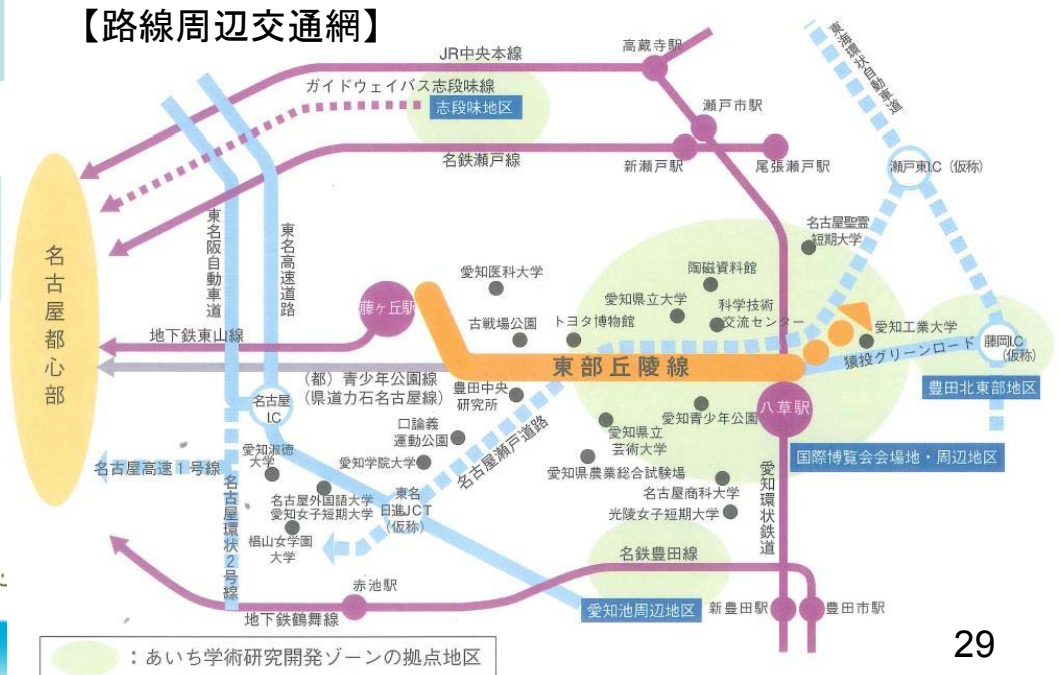 【路線周辺交通網】
高蔵寺駅
JR中央本線
東海環状自動車道
ガイドウェイバス志段味線
志段味地区
瀬戸市駅
名鉄瀬戸線
新瀬戸駅
尾張瀬戸駅
瀬戸東I.C（仮称）
名古屋聖霊
短期大学
東名阪自動車道
東名高速道路
名古屋都心部
愛知医科大学
陶磁資料館
藤ヶ丘駅
愛知県立大学
科学技術
交流センター
古戦場公園
トヨタ博物館
愛知工業大学
地下鉄東山線
藤岡I.C
（仮称）
猿投グリーンロード
東部丘陵線
（都）青少年公園線
（県道力石名古屋線）
豊田中央
研究所
豊田北東部地区
名古屋
I.C
八草駅
愛知青少年公園
口論義
運動公園
名古屋瀬戸道路
愛知県立
芸術大学
愛知淑徳
大学
愛知学院大学
国際博覧会会場地・周辺地区
名古屋高速1号線
愛知県農業総合試験場
名古屋環状2号線
名古屋外国語大学
愛知女子短期大学
東名
日進JCT
（仮称）
名古屋商科大学
愛知環状鉄道
光陵女子短期大学
椙山女学園
大学
名鉄豊田線
赤池駅
愛知池周辺地区
新豊田駅
豊田市駅
地下鉄鶴舞線
：あいち学術研究開発ゾーンの拠点地区
29